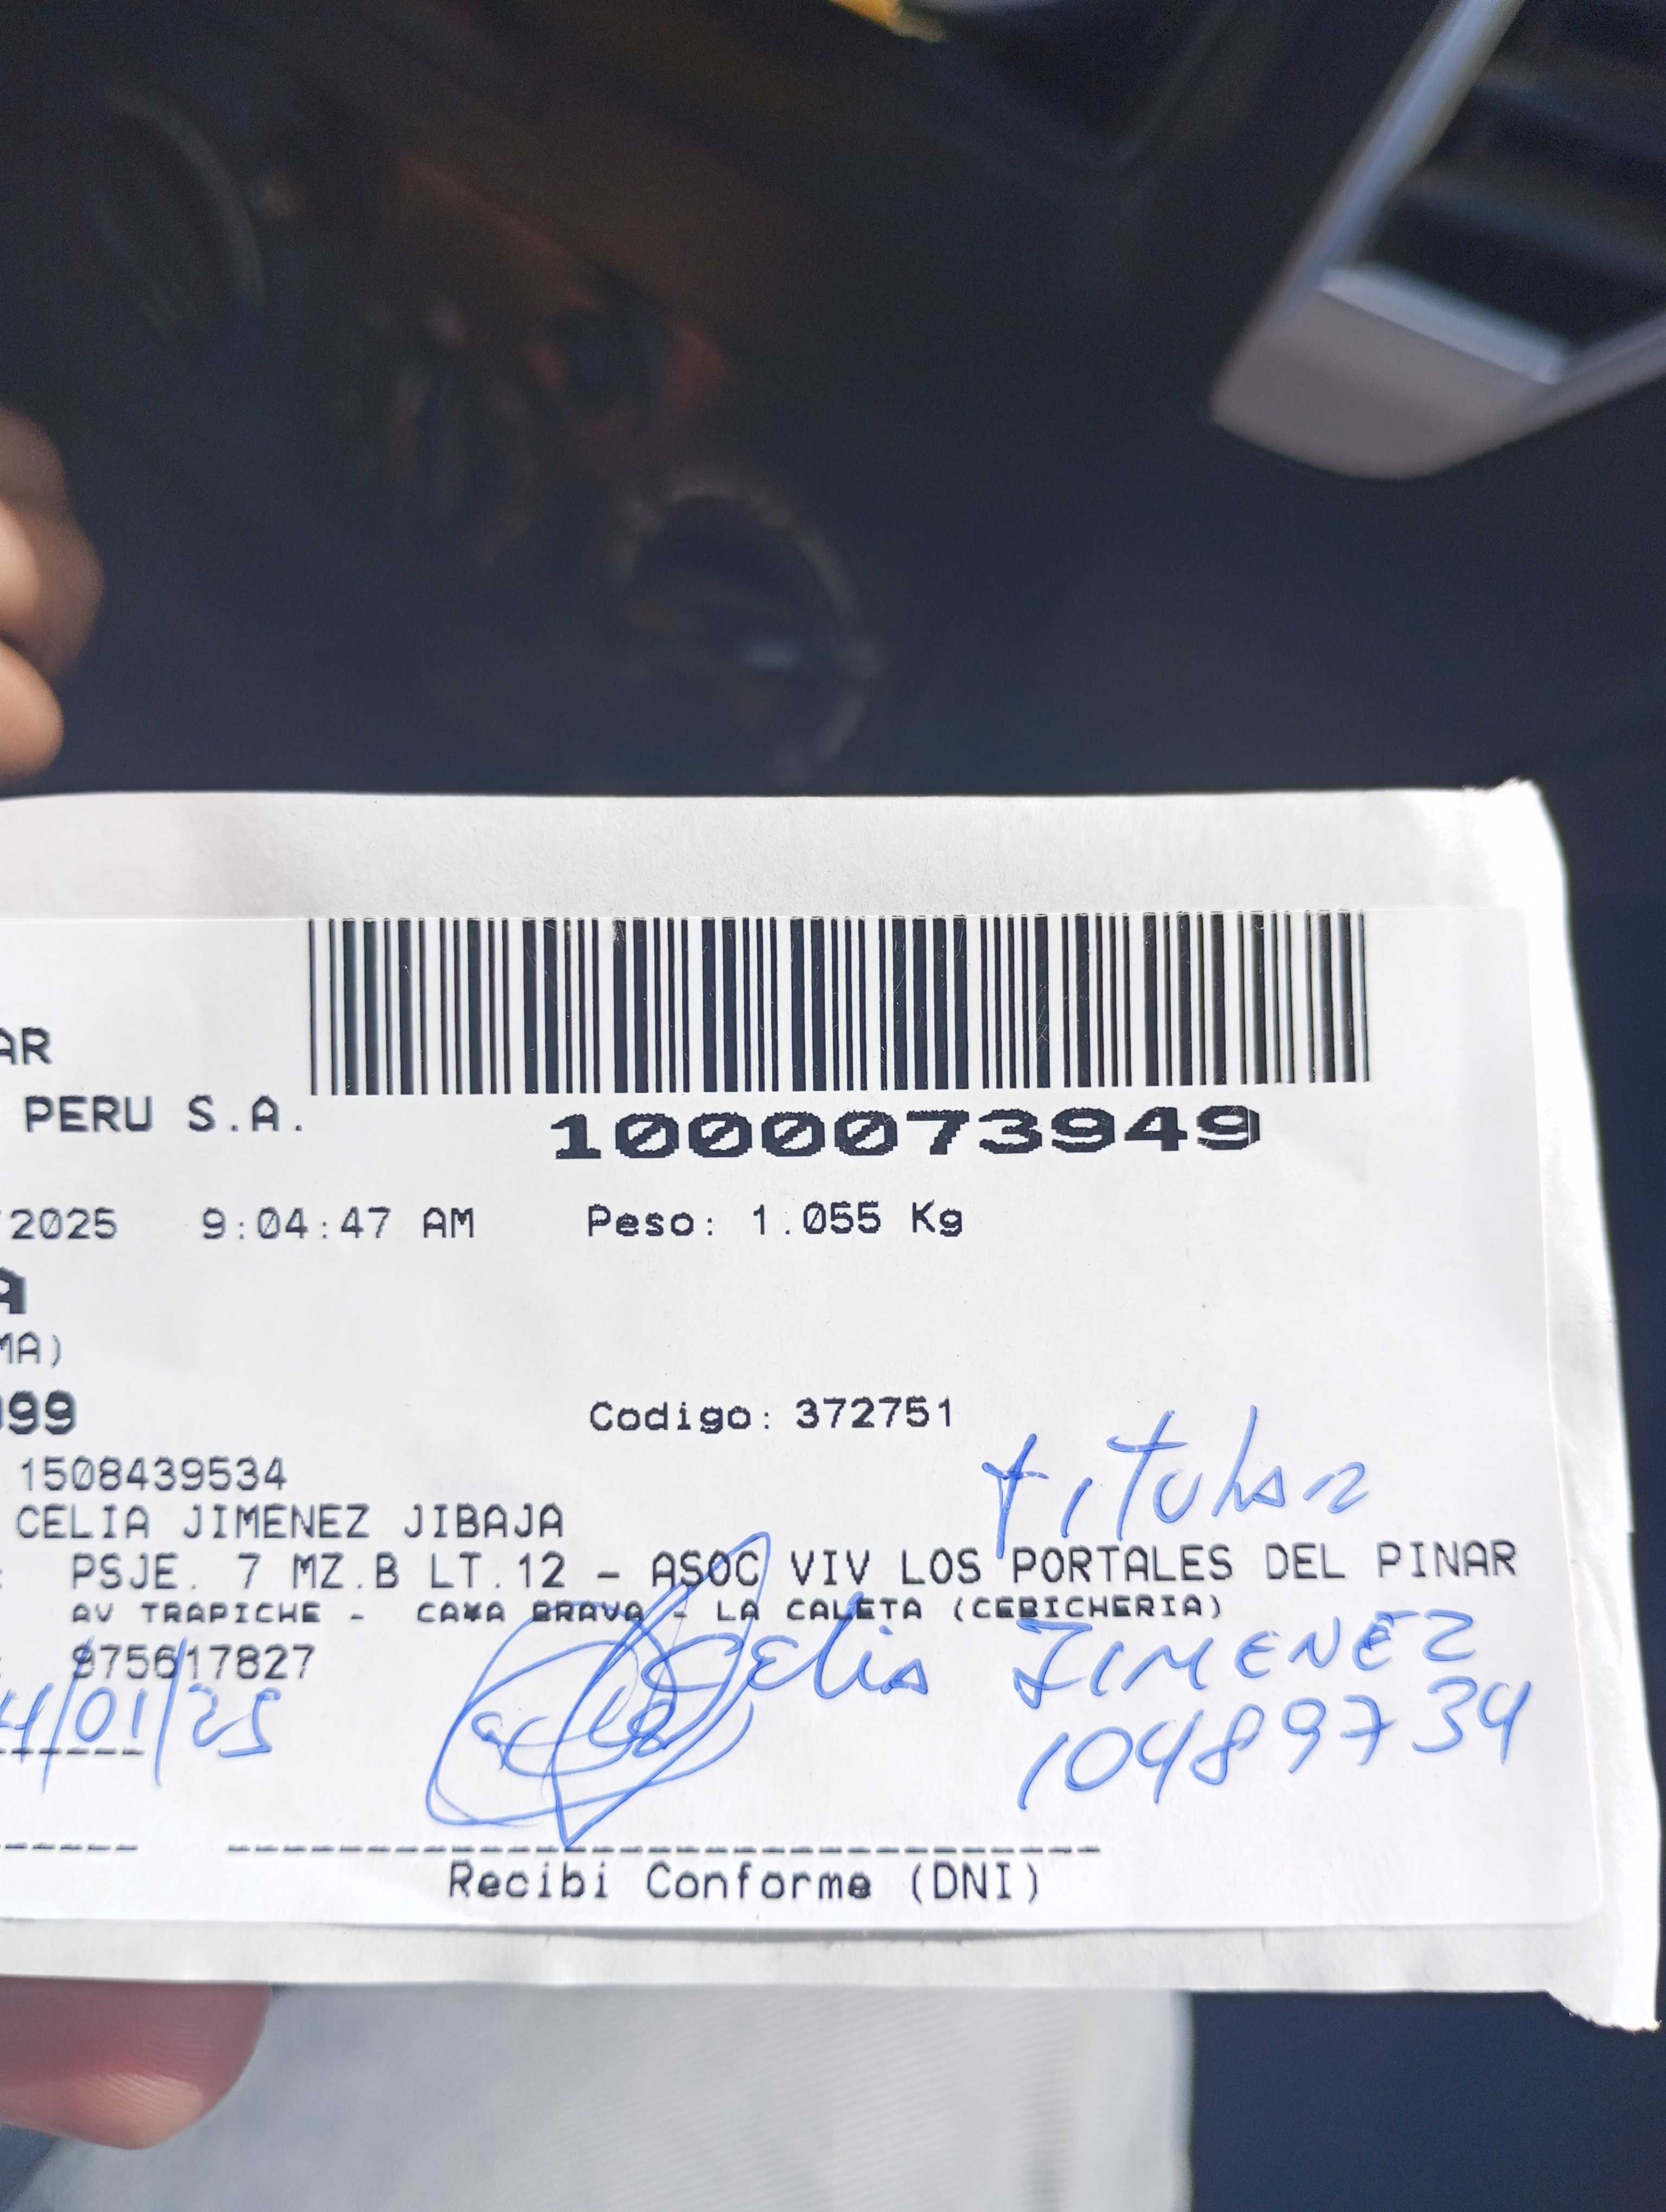 AR
PERU S.A.
1000073949
/2025 9:04:47 AM Peso: 1.055 Kg
A
MA)
099 Codigo: 372751
titular
1508439534
CELIA JIMENEZ JIBAJA
: PSJE. 7 MZ.B LT.12 - ASOC VIV LOS PORTALES DEL PINAR
AV TRAPICHE - CA¥A BRAVA - LA CALETA (CEBICHERIA)
: 975617827
Celia JIMENEZ
/01/25
10489734
Recibi Conforme (DNI)